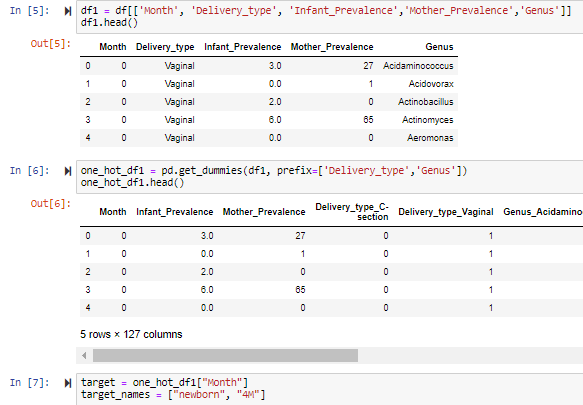 In [5]: df1 = df[['Month', 'Delivery_type', 'Infant_Prevalence','Mother_Prevalence','Genus']]
df1.head()
Out[5]:
Month Delivery_type Infant_Prevalence Mother_Prevalence Genus
0 0 Vaginal 3.0 27 Acidaminococcus
1 0 Vaginal 0.0 1 Acidovorax
2 0 Vaginal 2.0 0 Actinobacillus
3 0 Vaginal 6.0 65 Actinomyces
4 0 Vaginal 0.0 0 Aeromonas
In [6]: one_hot_df1 = pd.get_dummies(df1, prefix=['Delivery_type','Genus'])
one_hot_df1.head()
Out[6]:
Month Infant_Prevalence Mother_Prevalence Delivery_type_C-section Delivery_type_Vaginal Genus_Acidamino
0 0 3.0 27 0 1
1 0 0.0 1 0 1
2 0 2.0 0 0 1
3 0 6.0 65 0 1
4 0 0.0 0 0 1
5 rows × 127 columns
In [7]: target = one_hot_df1["Month"]
target_names = ["newborn", "4M"]